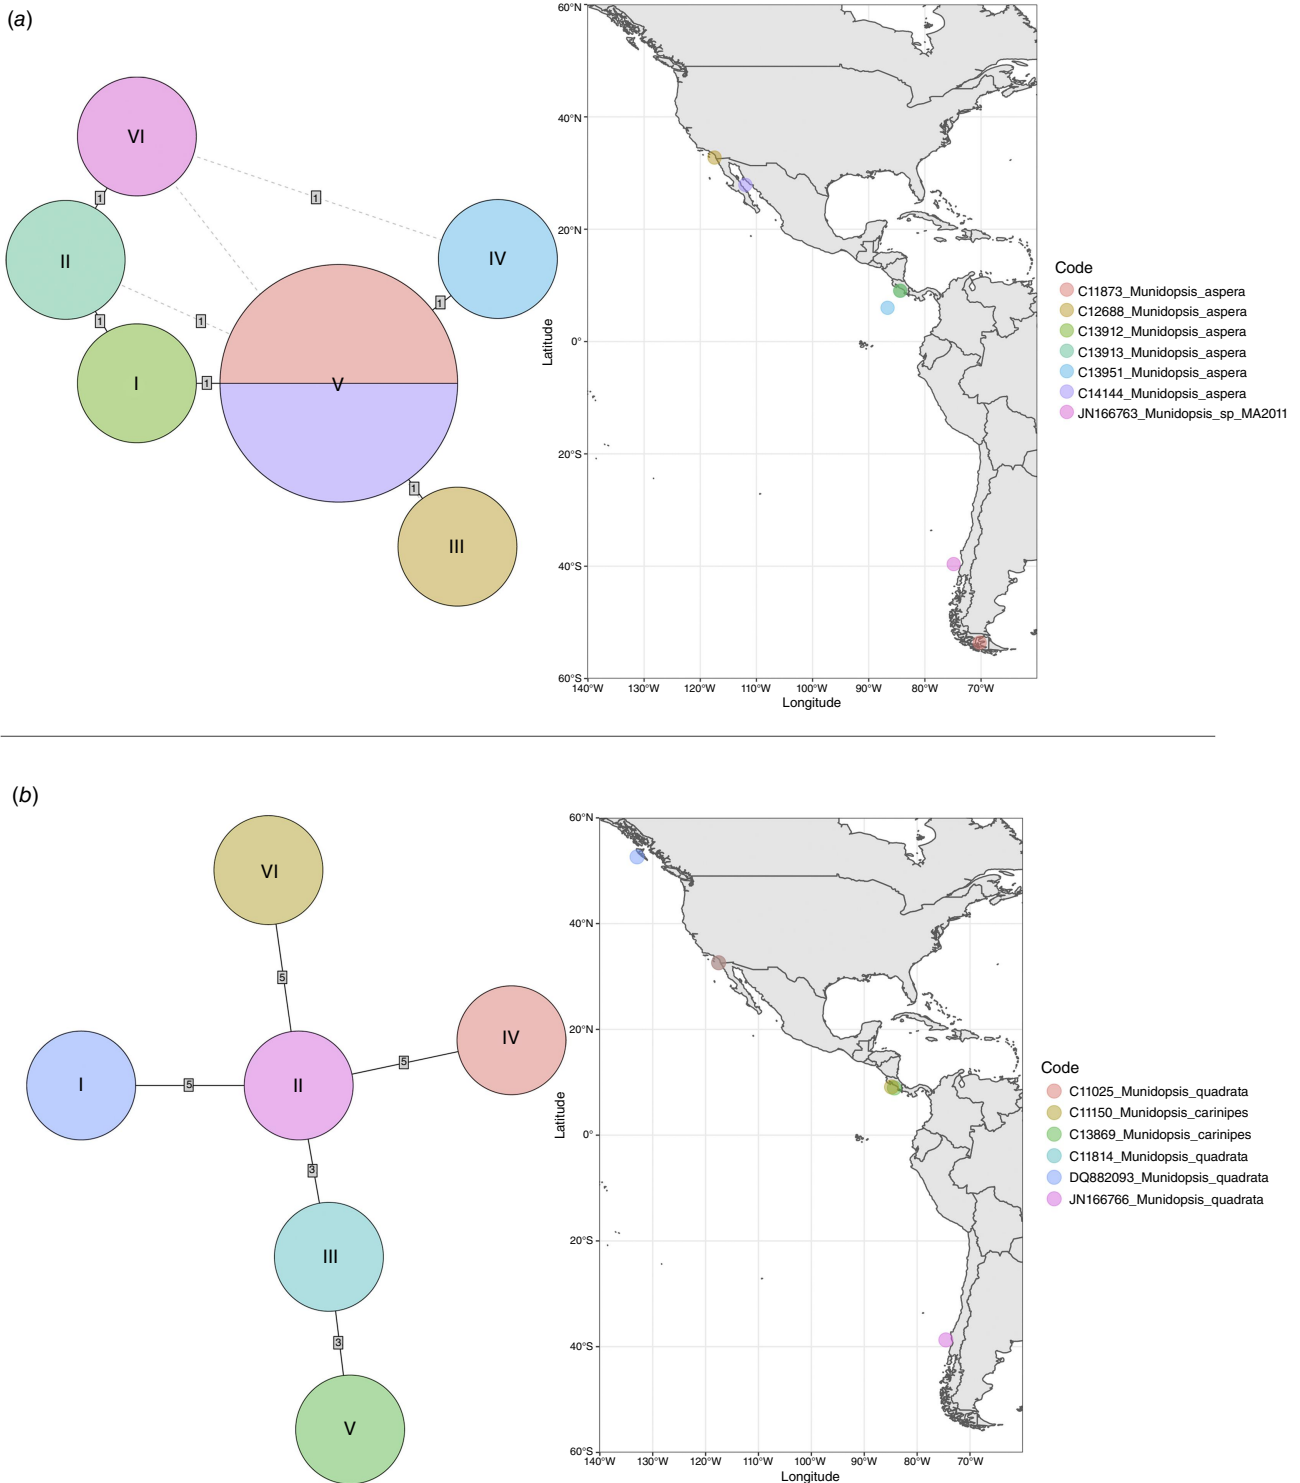 (a)
VI
II
I
V
IV
III
1
1
1
1
1
1
1
60°N
40°N
20°N
0°
20°S
40°S
60°S
Latitude
140°W 130°W 120°W 110°W 100°W 90°W 80°W 70°W
Longitude
Code
C11873_Munidopsis_aspera
C12688_Munidopsis_aspera
C13912_Munidopsis_aspera
C13913_Munidopsis_aspera
C13951_Munidopsis_aspera
C14144_Munidopsis_aspera
JN166763_Munidopsis_sp_MA2011
(b)
VI
5
IV
5
I
5
II
3
III
3
V
60°N
40°N
20°N
0°
20°S
40°S
60°S
Latitude
140°W 130°W 120°W 110°W 100°W 90°W 80°W 70°W
Longitude
Code
C11025_Munidopsis_quadrata
C11150_Munidopsis_carinipes
C13869_Munidopsis_carinipes
C11814_Munidopsis_quadrata
DQ882093_Munidopsis_quadrata
JN166766_Munidopsis_quadrata